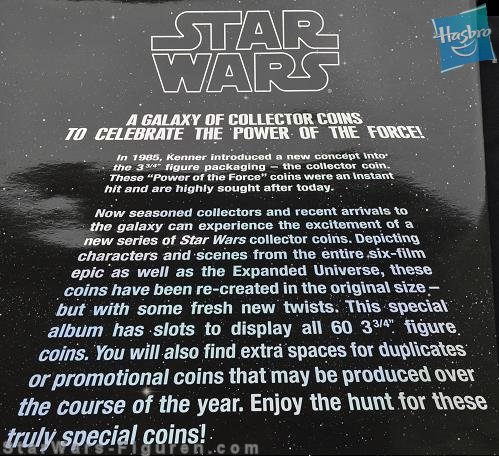 STAR
WARS
Hasbro
A GALAXY OF COLLECTOR COINS
TO CELEBRATE THE POWER OF THE FORCE!
In 1985, Kenner introduced a new concept into
the 3 3/4" figure packaging – the collector coin.
These "Power of the Force" coins were an instant
hit and are highly sought after today.
Now seasoned collectors and recent arrivals to
the galaxy can experience the excitement of a
new series of Star Wars collector coins. Depicting
characters and scenes from the entire six-film
epic as well as the Expanded Universe, these
coins have been re-created in the original size –
but with some fresh new twists. This special
album has slots to display all 60 3 3/4" figure
coins. You will also find extra spaces for duplicates
or promotional coins that may be produced over
the course of the year. Enjoy the hunt for these
truly special coins!
StarWars-Figuren.com